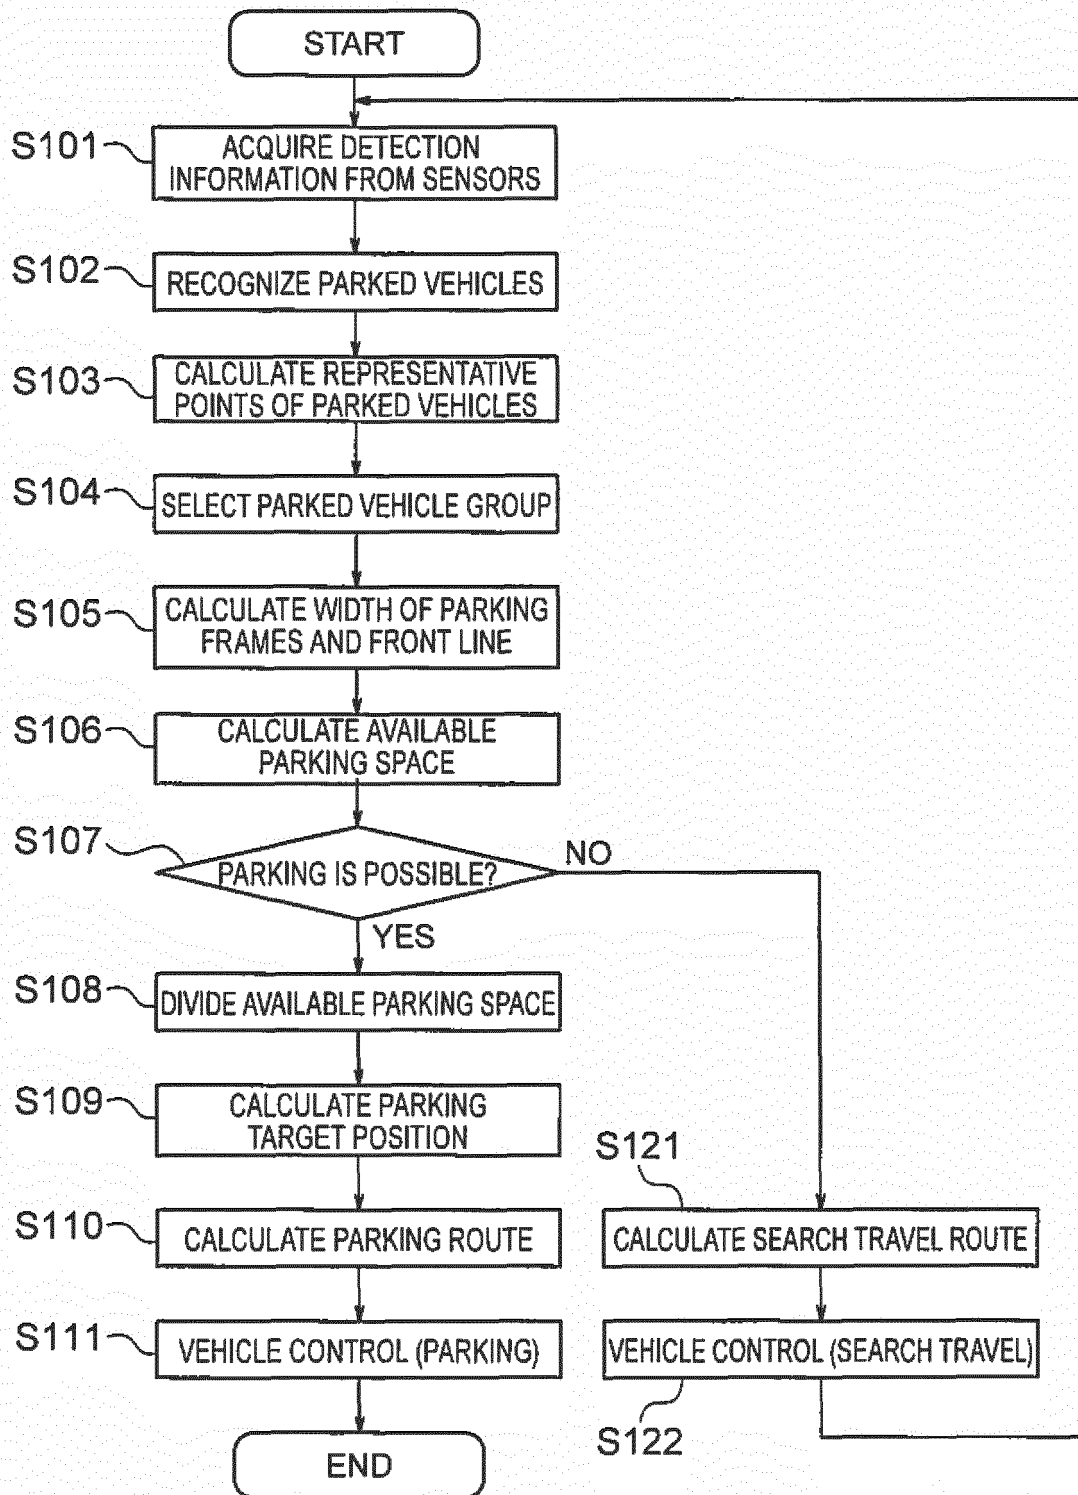 START
S101
ACQUIRE DETECTION
INFORMATION FROM SENSORS
S102
RECOGNIZE PARKED VEHICLES
S103
CALCULATE REPRESENTATIVE
POINTS OF PARKED VEHICLES
S104
SELECT PARKED VEHICLE GROUP
S105
CALCULATE WIDTH OF PARKING
FRAMES AND FRONT LINE
S106
CALCULATE AVAILABLE
PARKING SPACE
S107
PARKING IS POSSIBLE?
NO
YES
S108
DIVIDE AVAILABLE PARKING SPACE
S109
CALCULATE PARKING
TARGET POSITION
S110
CALCULATE PARKING ROUTE
S111
VEHICLE CONTROL (PARKING)
END
S121
CALCULATE SEARCH TRAVEL ROUTE
VEHICLE CONTROL (SEARCH TRAVEL)
S122